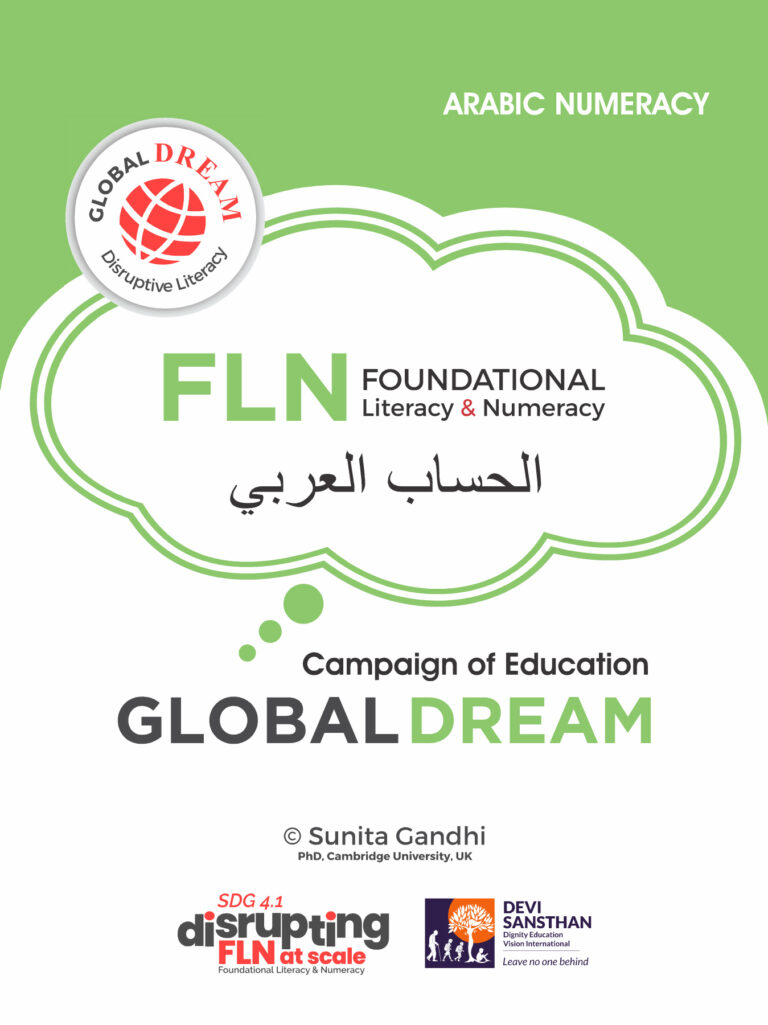 ARABIC NUMERACY
GLOBAL DREAM
Disruptive Literacy
FLN FOUNDATIONAL
Literacy & Numeracy
الحساب العربي
Campaign of Education
GLOBAL DREAM
© Sunita Gandhi
PhD, Cambridge University, UK
SDG 4.1
disrupting
FLN at scale
Foundational Literacy & Numeracy
DEVI
SANSTHAN
Dignity Education
Vision International
Leave no one behind